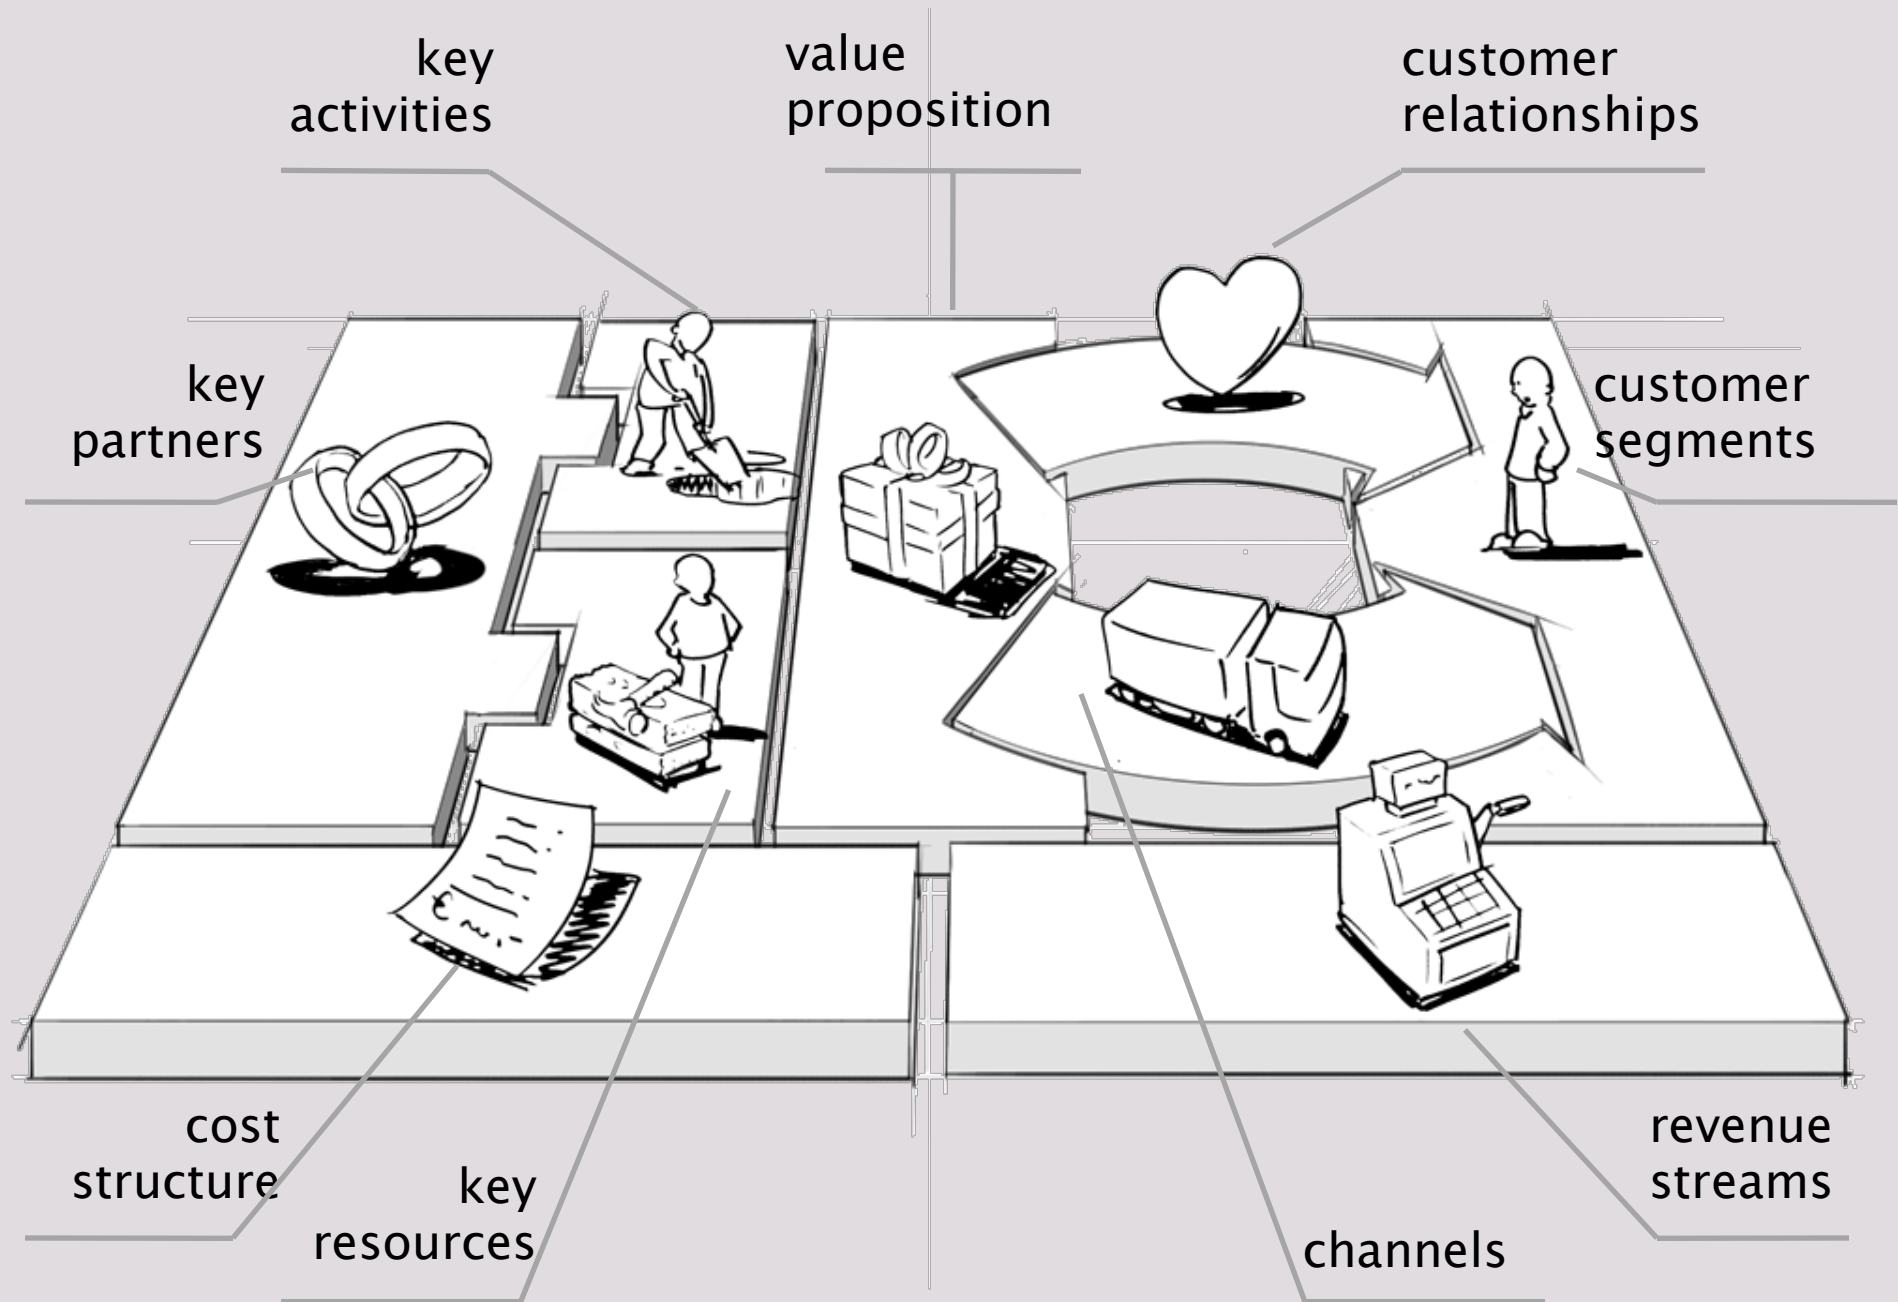 key
activities
value
proposition
customer
relationships
key
partners
customer
segments
cost
structure
key
resources
channels
revenue
streams